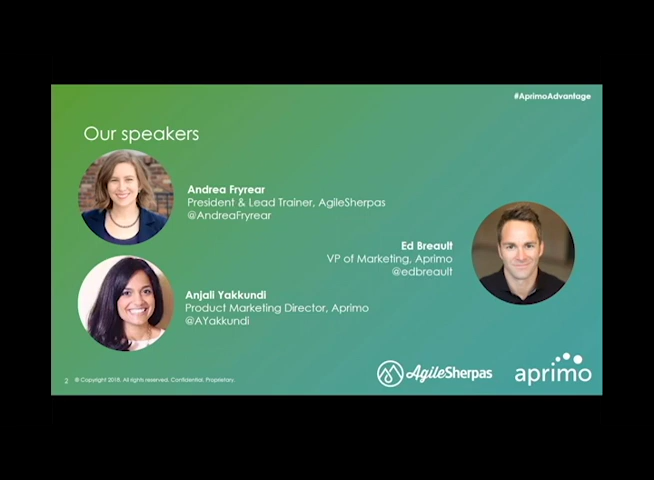 #AprimoAdvantage
Our speakers
Andrea Fryrear
President & Lead Trainer, AgileSherpas
@AndreaFryrear
Ed Breault
VP of Marketing, Aprimo
@edbreault
Anjali Yakkundi
Product Marketing Director, Aprimo
@AYakkundi
2 © Copyright 2018. All rights reserved. Confidential. Proprietary.
AgileSherpas
aprimo